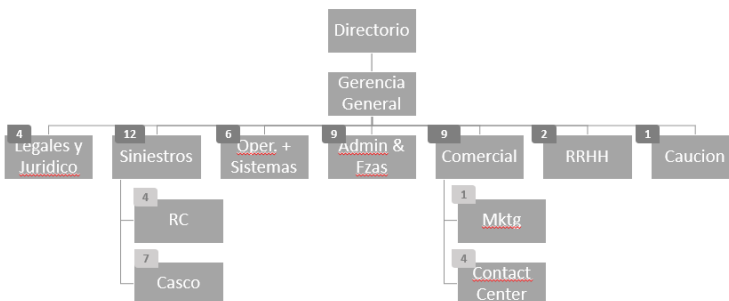 Directorio
Gerencia
General
4
Legales y
Juridico
12
Siniestros
6
Oper. +
Sistemas
9
Admin &
Fzas
9
Comercial
2
RRHH
1
Caucion
4
RC
7
Casco
1
Mktg
4
Contact
Center